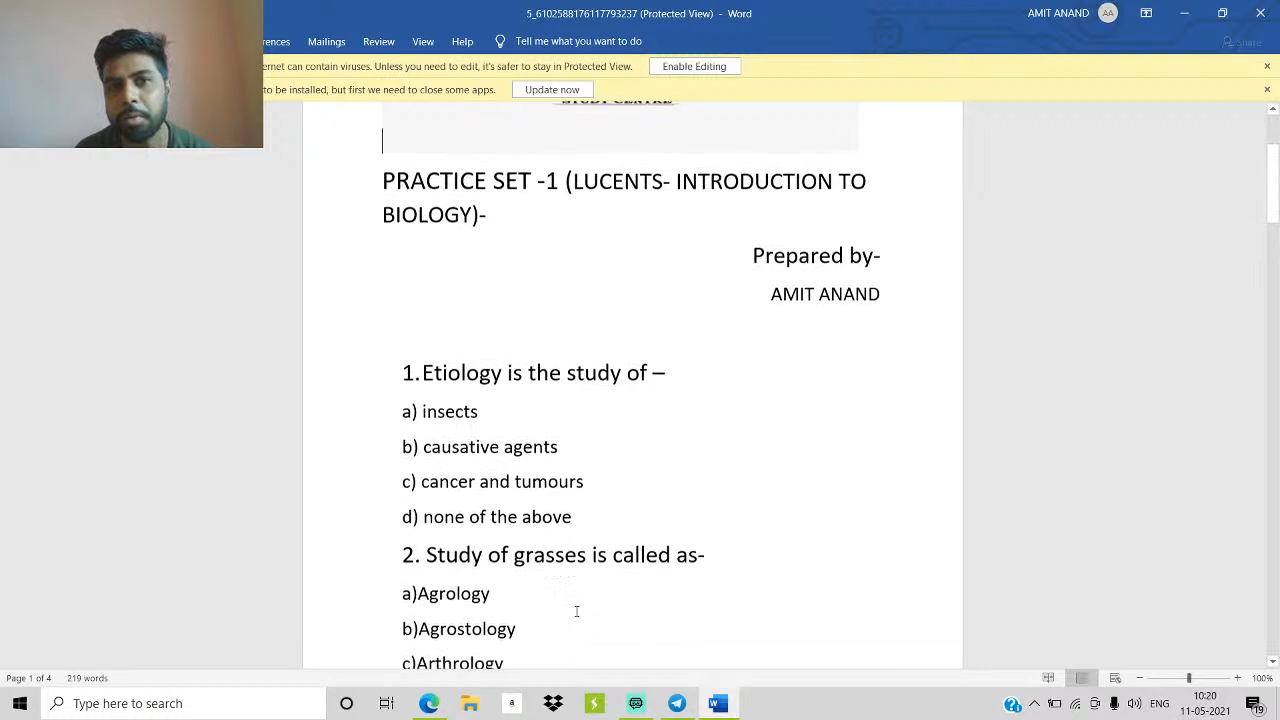 5_6102588176117793237 (Protected View) - Word
AMIT ANAND
AA
erences Mailings Review View Help Tell me what you want to do
Share
ernet can contain viruses. Unless you need to edit, it's safer to stay in Protected View. Enable Editing
to be installed, but first we need to close some apps. Update now
STUDY CENTRE
PRACTICE SET -1 (LUCENTS- INTRODUCTION TO
BIOLOGY)-
Prepared by-
AMIT ANAND
1.Etiology is the study of –
a) insects
b) causative agents
c) cancer and tumours
d) none of the above
2. Study of grasses is called as-
a)Agrology
b)Agrostology
c)Arthrology
Page 1 of 4 219 words
100%
Type here to search
ENG
10:20
11-05-2021
19